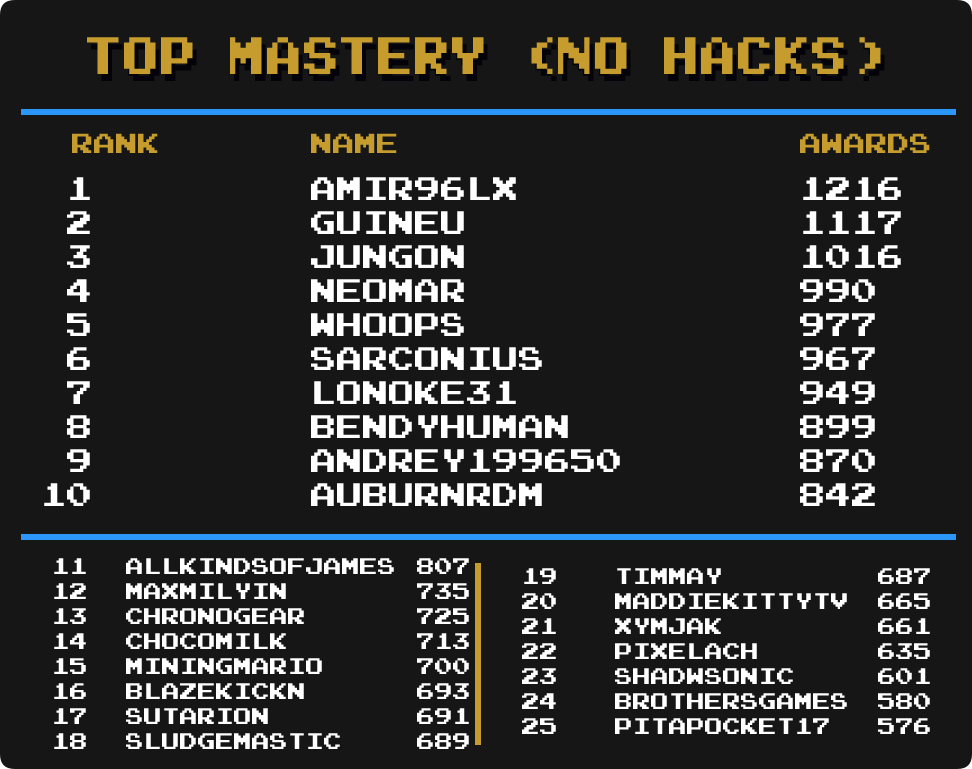 TOP MASTERY (NO HACKS)
RANK NAME AWARDS
1 AMIR96LX 1216
2 GUINEU 1117
3 JUNGON 1016
4 NEOMAR 990
5 WHOOPS 977
6 SARCONIUS 967
7 LONOKE31 949
8 BENDYHUMAN 899
9 ANDREY199650 870
10 AUBURNRDM 842
11 ALLKINDSOFJAMES 807
12 MAXMILYIN 735
13 CHRONOGEAR 725
14 CHOCOMILK 713
15 MININGMARIO 700
16 BLAZEKICKN 693
17 SUTARION 691
18 SLUDGEMASTIC 689
19 TIMMAY 687
20 MADDIEKITTYTV 665
21 XYMJAK 661
22 PIXELACH 635
23 SHADWSONIC 601
24 BROTHERSGAMES 580
25 PITAPOCKET17 576